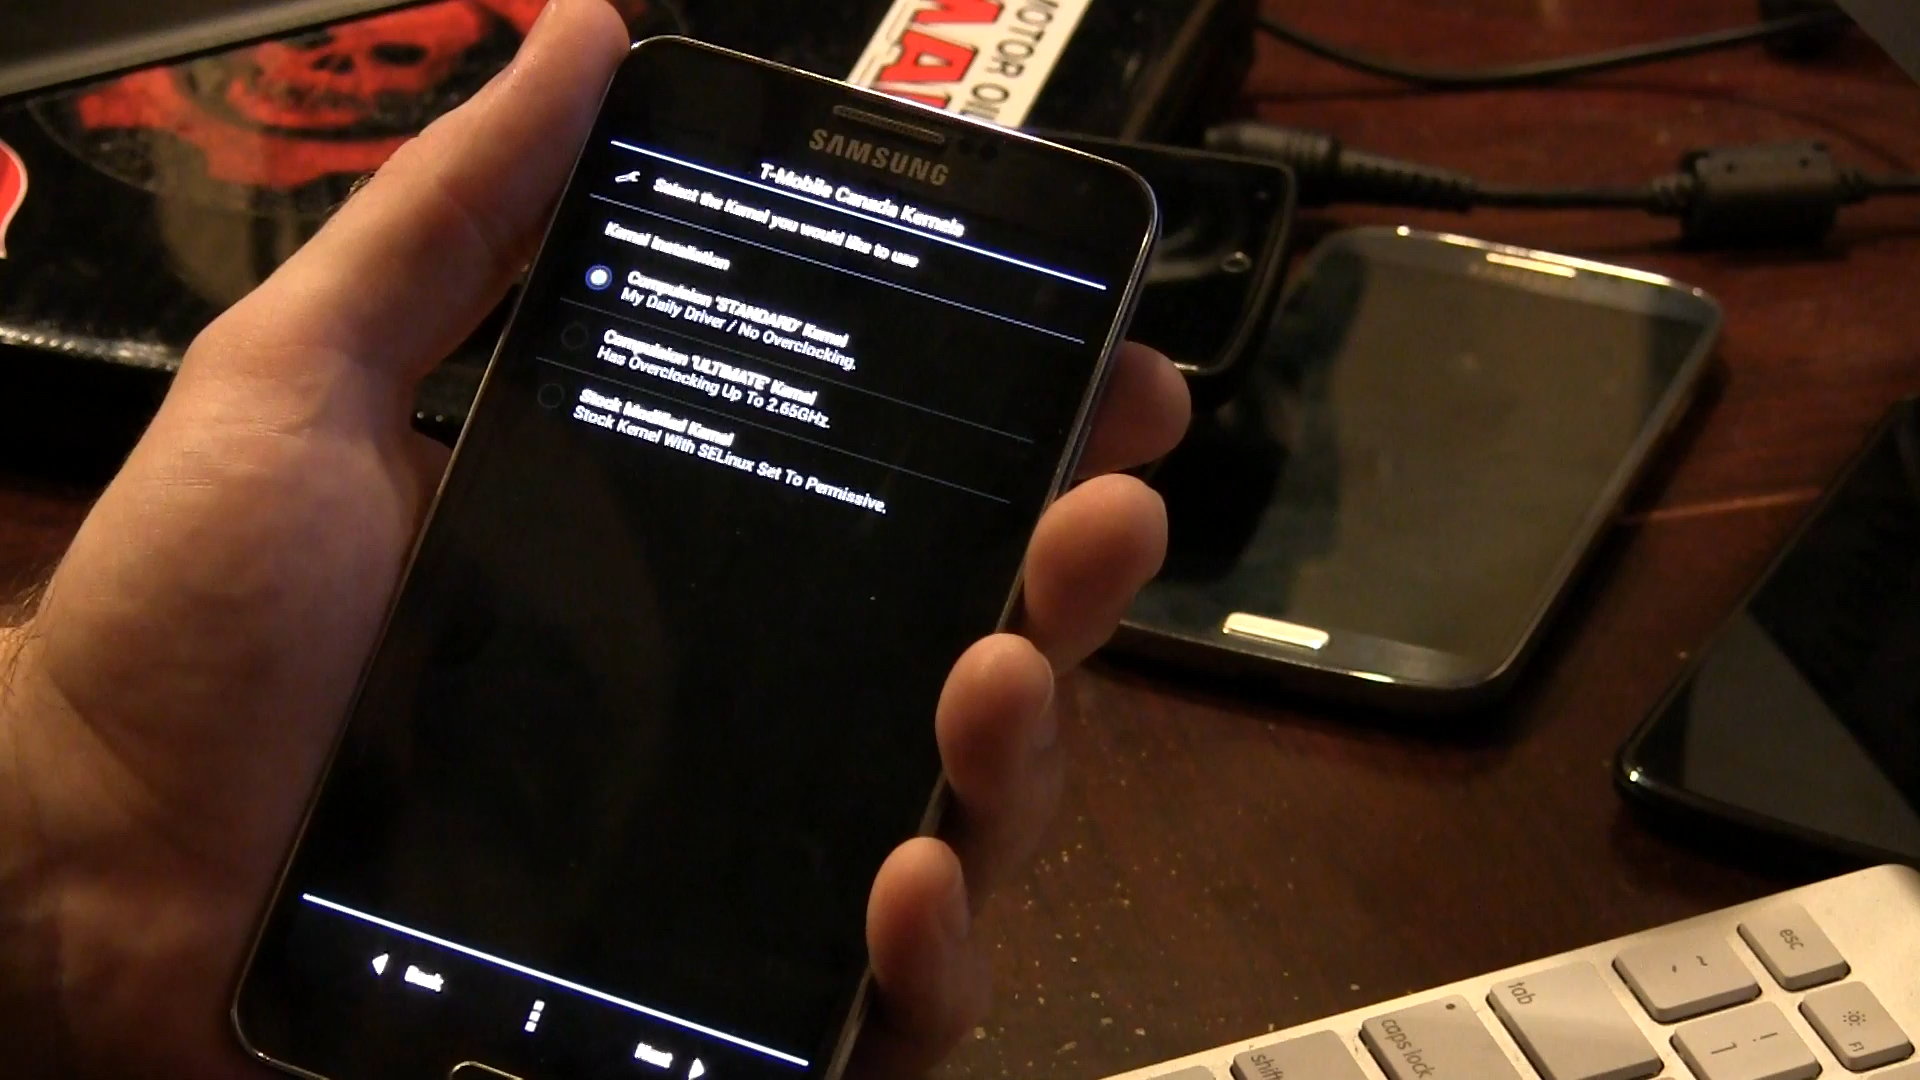 MOTOR OIL
SAMSUNG
T-Mobile Canada Kernels
Select the Kernel you would like to use
Kernel Installation
Compulsion 'STANDARD' Kernel
My Daily Driver / No Overclocking.
Compulsion 'ULTIMATE' Kernel
Has Overclocking Up To 2.65GHz.
Stock Modified Kernel
Stock Kernel With SELinux Set To Permissive.
Back
Next
esc
~
`
tab
!
1
F1
caps lock
shift